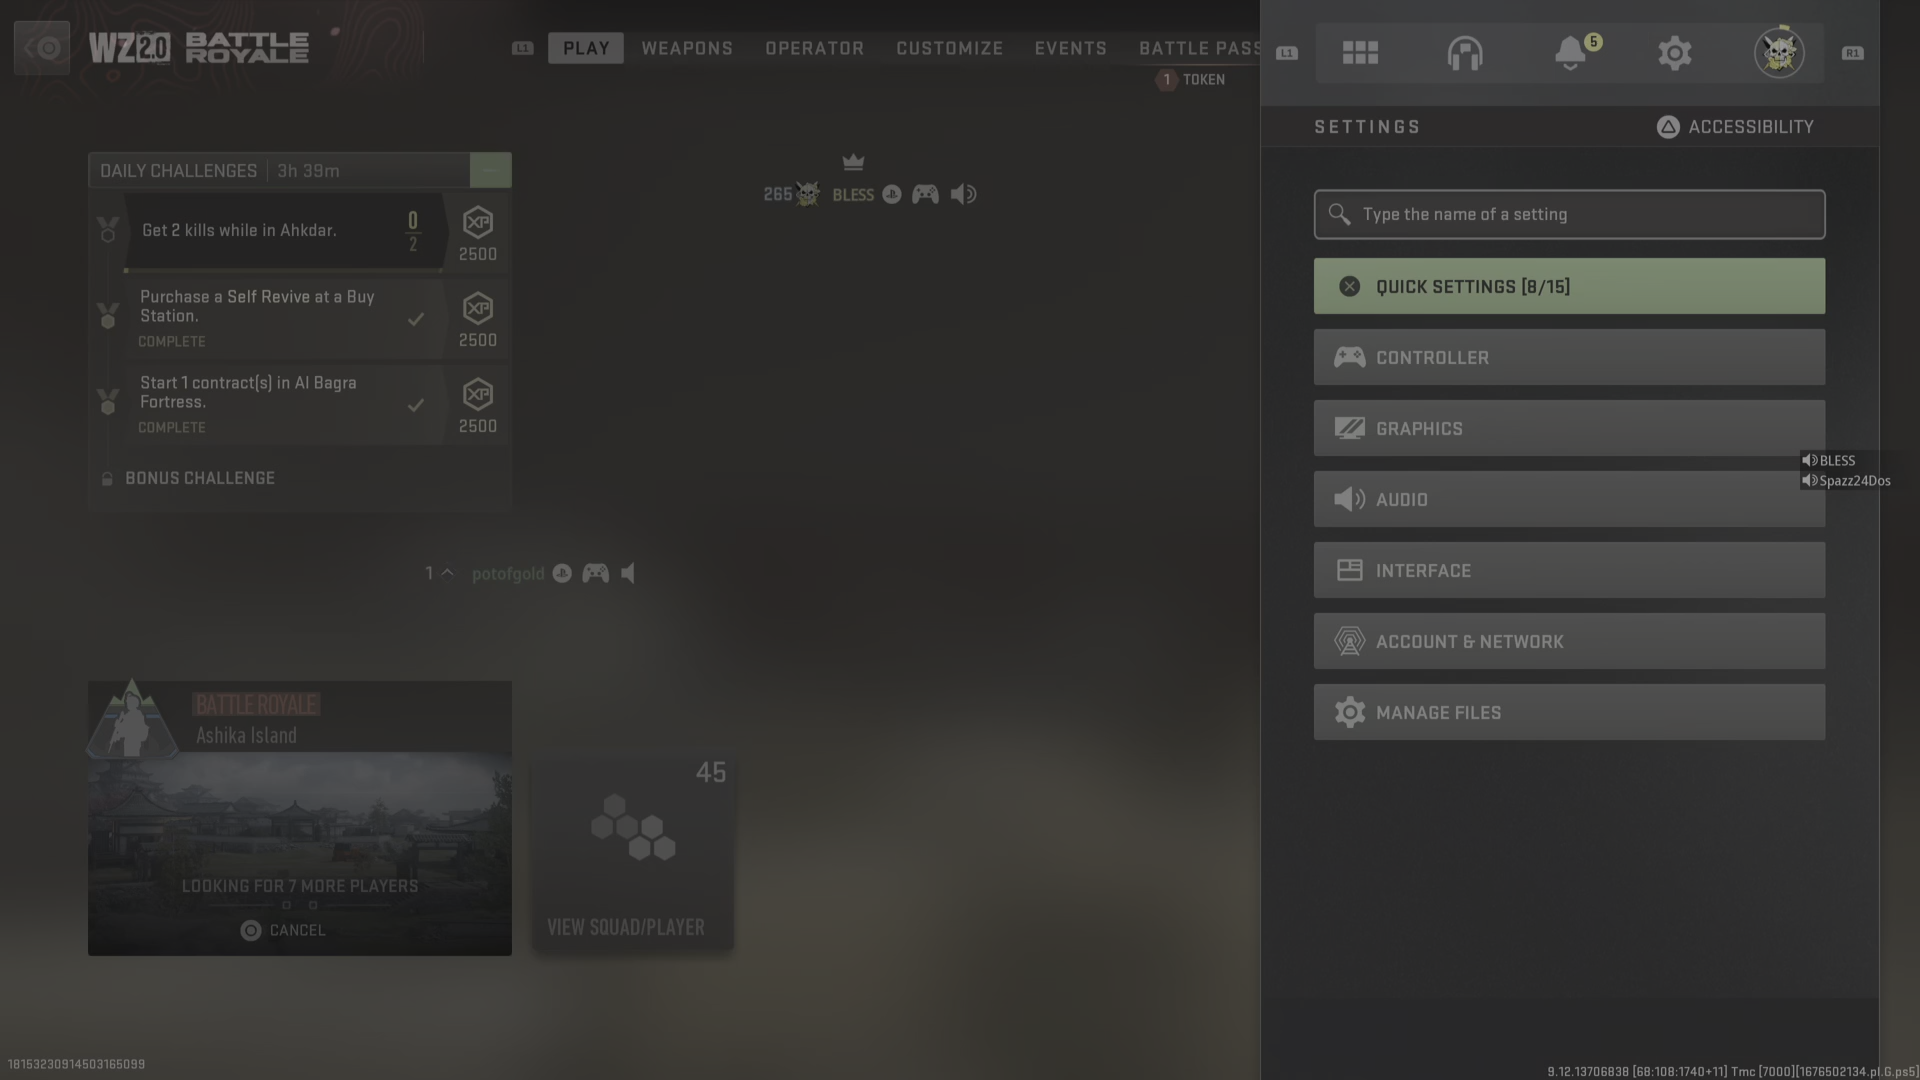 WZ2.0 BATTLE ROYALE
L1 PLAY WEAPONS OPERATOR CUSTOMIZE EVENTS BATTLE PASS
1 TOKEN
L1 5 R1
SETTINGS ACCESSIBILITY
DAILY CHALLENGES 3h 39m
Get 2 kills while in Ahkdar. 0/2
XP 2500
Purchase a Self Revive at a Buy
Station.
COMPLETE
XP 2500
Start 1 contract(s) in Al Bagra
Fortress.
COMPLETE
XP 2500
BONUS CHALLENGE
265 BLESS
1 potofgold
BATTLE ROYALE
Ashika Island
LOOKING FOR 7 MORE PLAYERS
CANCEL
45
VIEW SQUAD/PLAYER
Type the name of a setting
QUICK SETTINGS [8/15]
CONTROLLER
GRAPHICS
AUDIO
INTERFACE
ACCOUNT & NETWORK
MANAGE FILES
BLESS
Spazz24Dos
18153230914503165099
9.12.13706838 [68:108:1740+11] Tmc [7000][1676502134.pl.G.ps5]